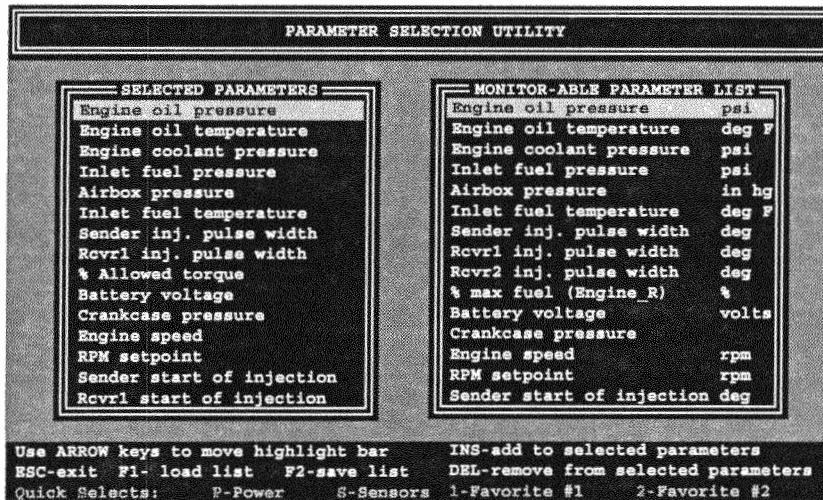 PARAMETER SELECTION UTILITY
SELECTED PARAMETERS
Engine oil pressure
Engine oil temperature
Engine coolant pressure
Inlet fuel pressure
Airbox pressure
Inlet fuel temperature
Sender inj. pulse width
Rcvr1 inj. pulse width
% Allowed torque
Battery voltage
Crankcase pressure
Engine speed
RPM setpoint
Sender start of injection
Rcvr1 start of injection
MONITOR-ABLE PARAMETER LIST
Engine oil pressure psi
Engine oil temperature deg F
Engine coolant pressure psi
Inlet fuel pressure psi
Airbox pressure in hg
Inlet fuel temperature deg F
Sender inj. pulse width deg
Rcvr1 inj. pulse width deg
Rcvr2 inj. pulse width deg
% max fuel (Engine_R) %
Battery voltage volts
Crankcase pressure
Engine speed rpm
RPM setpoint rpm
Sender start of injection deg
Use ARROW keys to move highlight bar INS-add to selected parameters
ESC-exit F1- load list F2-save list DEL-remove from selected parameters
Quick Selects: P-Power S-Sensors 1-Favorite #1 2-Favorite #2